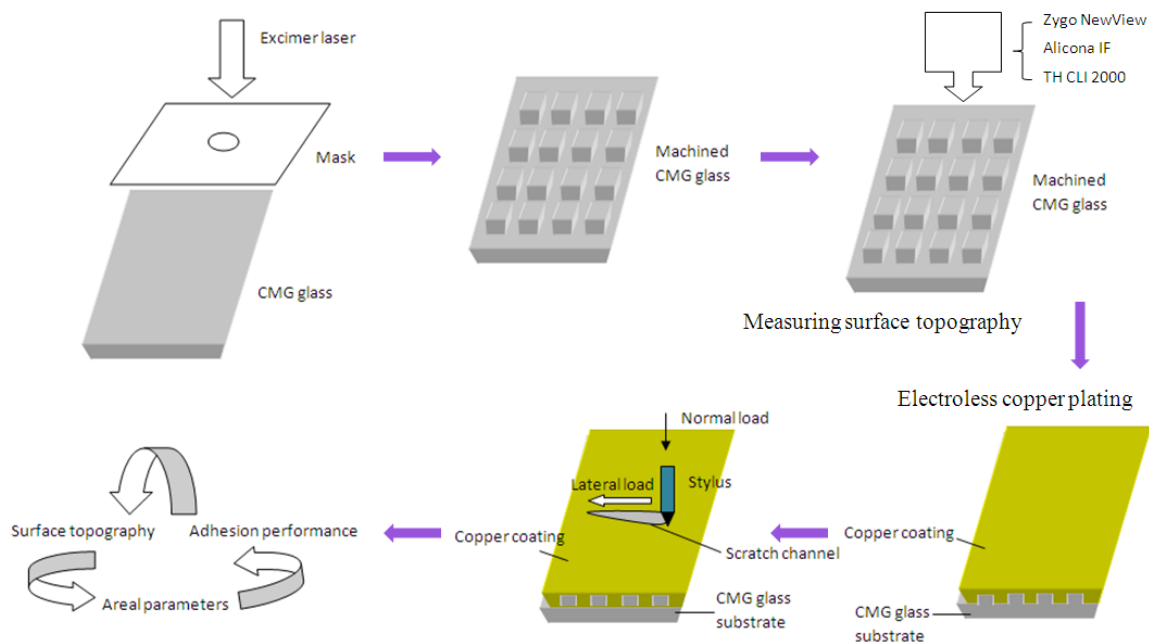 Excimer laser
Mask
CMG glass
Machined
CMG glass
Zygo NewView
Alicona IF
TH CLI 2000
Machined
CMG glass
Measuring surface topography
Electroless copper plating
Copper coating
CMG glass
substrate
Normal load
Lateral load
Stylus
Scratch channel
Copper coating
CMG glass
substrate
Surface topography
Adhesion performance
Areal parameters